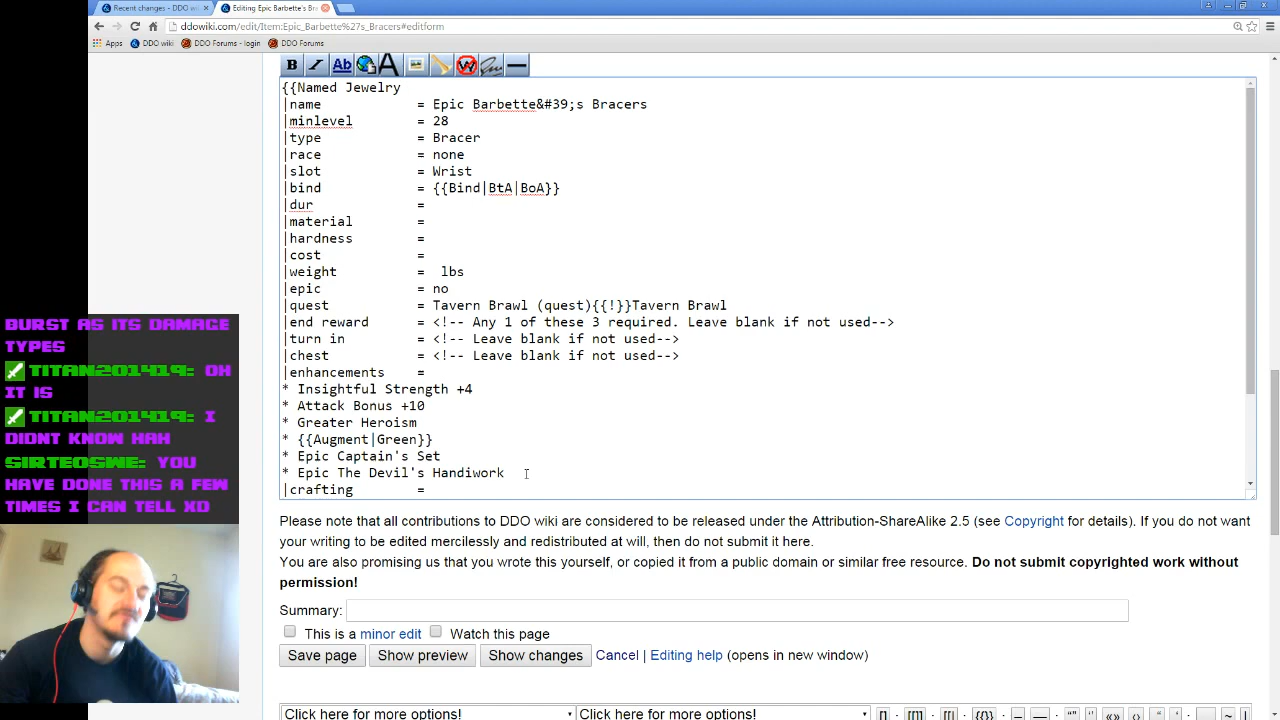 Recent changes - DDO wi
Editing Epic Barbette's Br
ddowiki.com/edit/Item:Epic_Barbette%27s_Bracers#editform
Apps DDO wiki DDO Forums - login DDO Forums
B I Ab A W
{{Named Jewelry
|name = Epic Barbette&#39;s Bracers
|minlevel = 28
|type = Bracer
|race = none
|slot = Wrist
|bind = {{Bind|BtA|BoA}}
|dur =
|material =
|hardness =
|cost =
|weight = lbs
|epic = no
|quest = Tavern Brawl (quest){{!}}Tavern Brawl
|end reward = <!-- Any 1 of these 3 required. Leave blank if not used-->
|turn in = <!-- Leave blank if not used-->
|chest = <!-- Leave blank if not used-->
|enhancements =
* Insightful Strength +4
* Attack Bonus +10
* Greater Heroism
* {{Augment|Green}}
* Epic Captain's Set
* Epic The Devil's Handiwork
|crafting =
BURST AS ITS DAMAGE
TYPES
TITAN201419: OH
IT IS
TITAN201419: I
DIDNT KNOW HAH
SIRTEOSWE: YOU
HAVE DONE THIS A FEW
TIMES I CAN TELL XD
Please note that all contributions to DDO wiki are considered to be released under the Attribution-ShareAlike 2.5 (see Copyright for details). If you do not want
your writing to be edited mercilessly and redistributed at will, then do not submit it here.
You are also promising us that you wrote this yourself, or copied it from a public domain or similar free resource. Do not submit copyrighted work without
permission!
Summary:
This is a minor edit Watch this page
Save page Show preview Show changes Cancel | Editing help (opens in new window)
Click here for more options! Click here for more options!